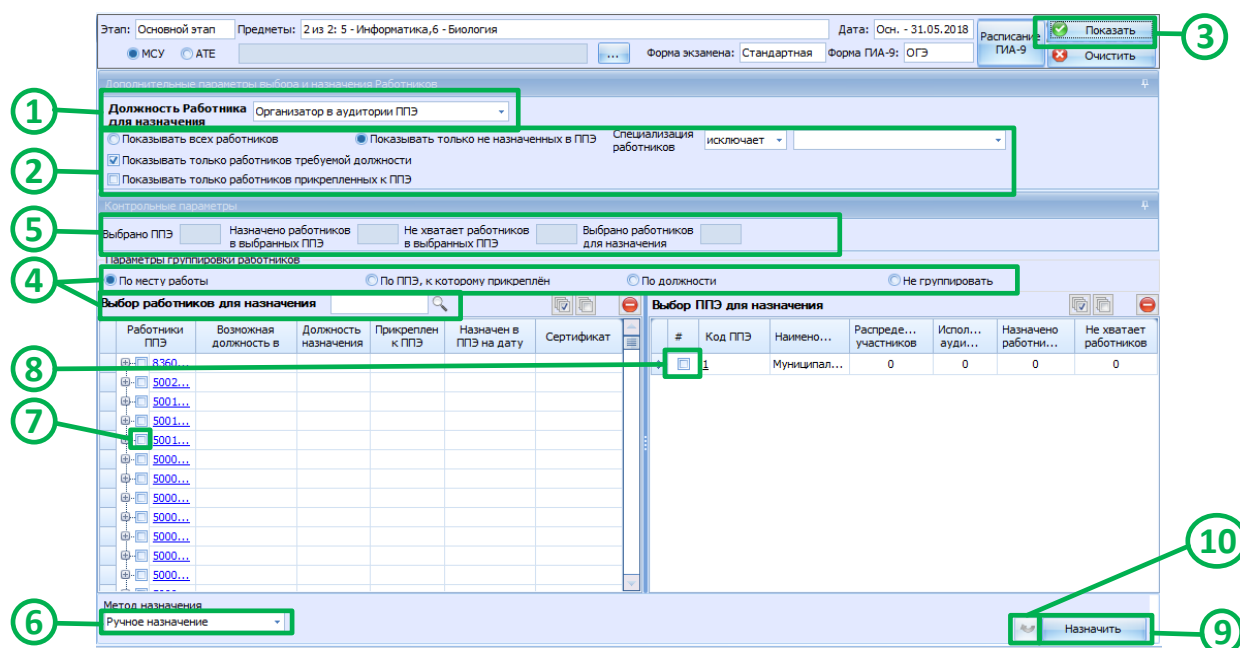 Этап: Основной этап Предметы: 2 из 2: 5 - Информатика,6 - Биология Дата: Осн. - 31.05.2018 Расписание ГИА-9 Показать
МСУ АТЕ ... Форма экзамена: Стандартная Форма ГИА-9: ОГЭ Очистить
3
Дополнительные параметры выбора и назначения Работников
1
Должность Работника для назначения Организатор в аудитории ППЭ
Показывать всех работников Показывать только не назначенных в ППЭ Специализация работников исключает
2
Показывать только работников требуемой должности
Показывать только работников прикрепленных к ППЭ
Контрольные параметры
5
Выбрано ППЭ Назначено работников в выбранных ППЭ Не хватает работников в выбранных ППЭ Выбрано работников для назначения
Параметры группировки работников
4
По месту работы По ППЭ, к которому прикреплён По должности Не группировать
Выбор работников для назначения Выбор ППЭ для назначения
Работники ППЭ Возможная должность в Должность назначения Прикреплен к ППЭ Назначен в ППЭ на дату Сертификат # Код ППЭ Наимено... Распреде... участников Испол... ауди... Назначено работни... Не хватает работников
8
8360... 1 Муниципал... 0 0 0 0
5002...
5001...
7
5001...
5001...
5000...
5000...
5000...
5000...
5000...
5000...
5000...
10
Метод назначения
6
Ручное назначение Назначить
9